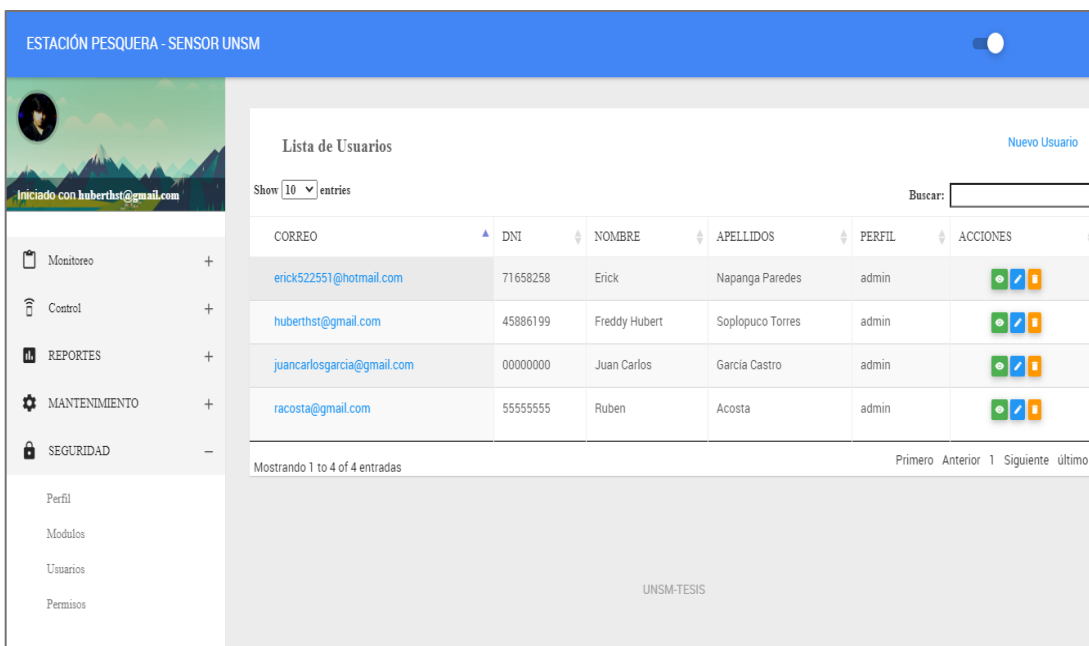 ESTACIÓN PESQUERA - SENSOR UNSM
Iniciado con huberthst@gmail.com
Monitoreo +
Control +
REPORTES +
MANTENIMIENTO +
SEGURIDAD –
Perfil
Modulos
Usuarios
Permisos
Lista de Usuarios
Nuevo Usuario
Show 10 entries
Buscar:
CORREO DNI NOMBRE APELLIDOS PERFIL ACCIONES
erick522551@hotmail.com 71658258 Erick Napanga Paredes admin
huberthst@gmail.com 45886199 Freddy Hubert Soplopuco Torres admin
juancarlosgarcia@gmail.com 00000000 Juan Carlos García Castro admin
racosta@gmail.com 55555555 Ruben Acosta admin
Mostrando 1 to 4 of 4 entradas
Primero Anterior 1 Siguiente último
UNSM-TESIS